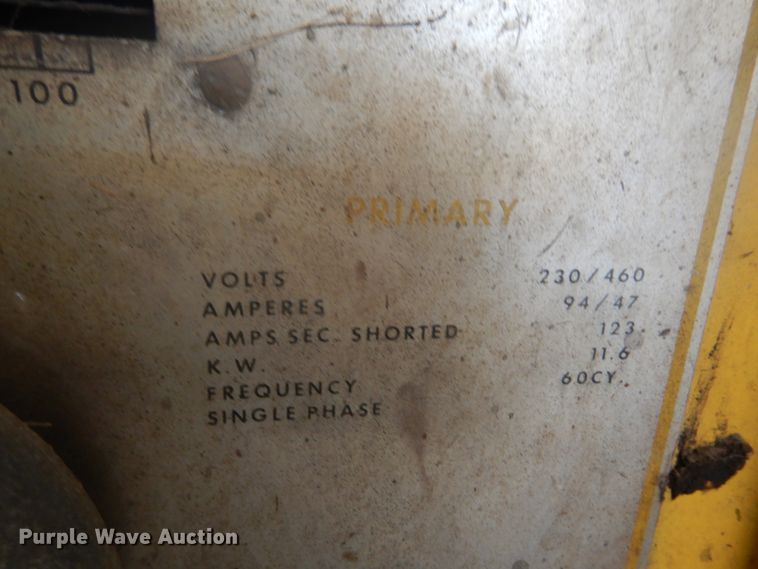 100
PRIMARY
VOLTS 230/460
AMPERES 94/47
AMPS SEC. SHORTED 123
K.W. 11.6
FREQUENCY 60CY.
SINGLE PHASE
Purple Wave Auction